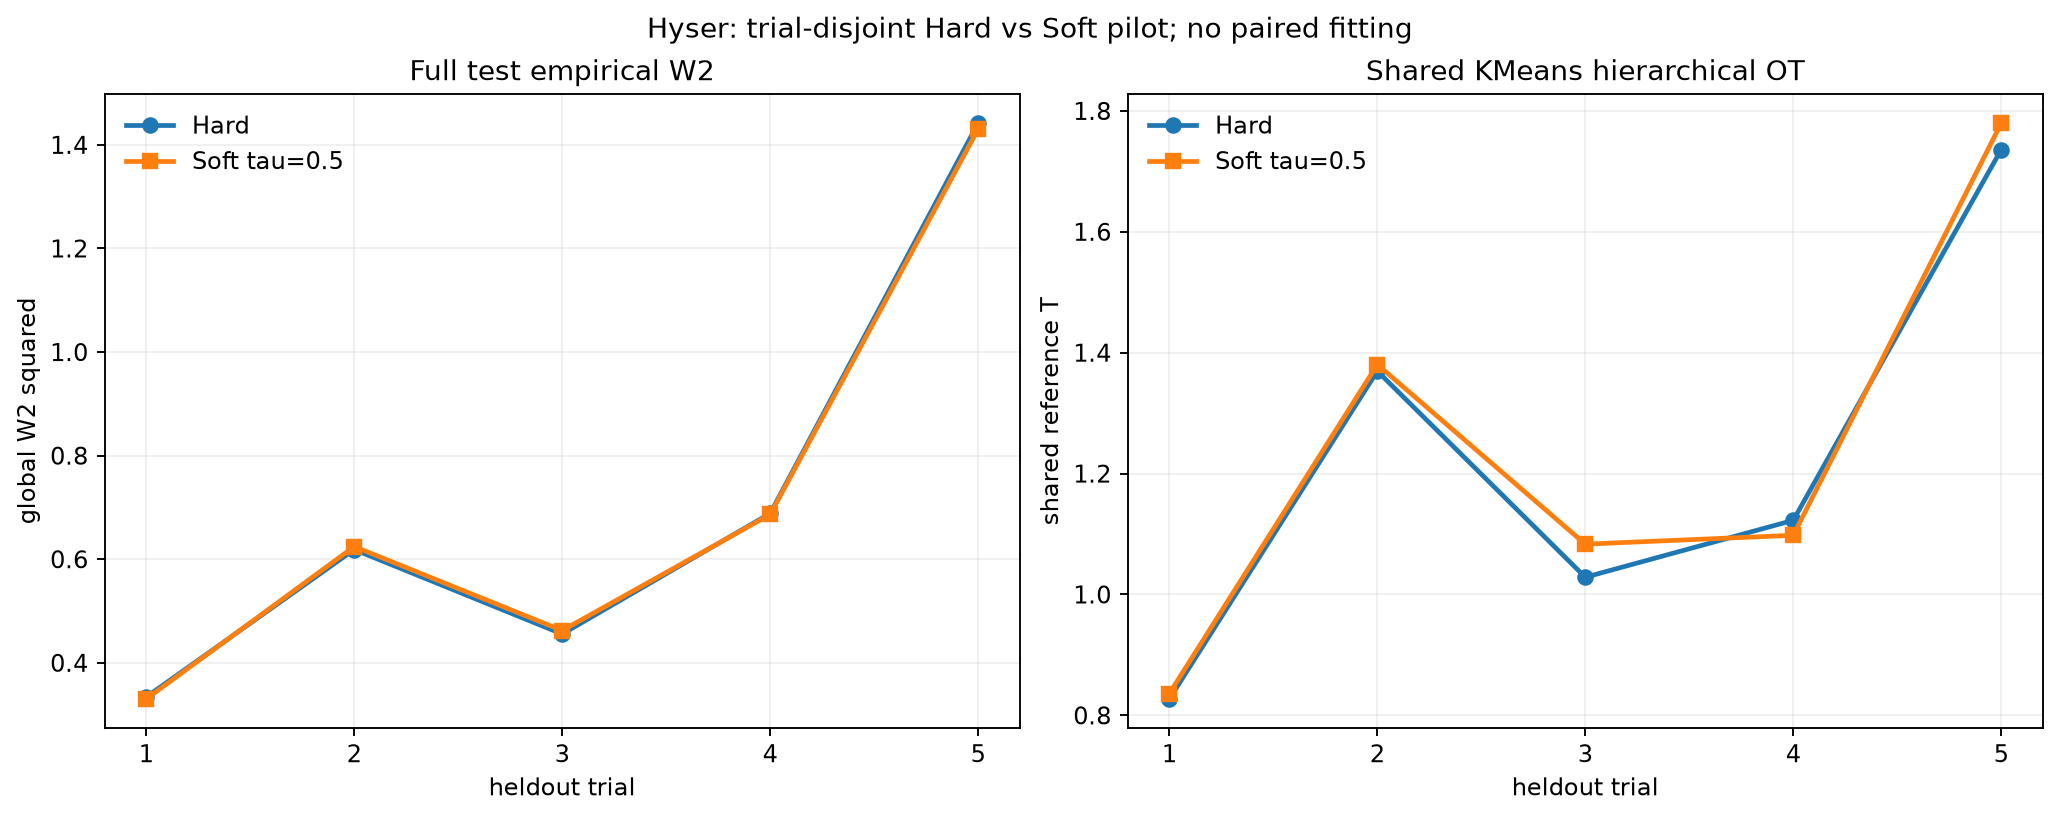 Hyser: trial-disjoint Hard vs Soft pilot; no paired fitting
Full test empirical W2
Hard
Soft tau=0.5
global W2 squared
1.4
1.2
1.0
0.8
0.6
0.4
1 2 3 4 5
heldout trial
Shared KMeans hierarchical OT
Hard
Soft tau=0.5
shared reference T
1.8
1.6
1.4
1.2
1.0
0.8
1 2 3 4 5
heldout trial